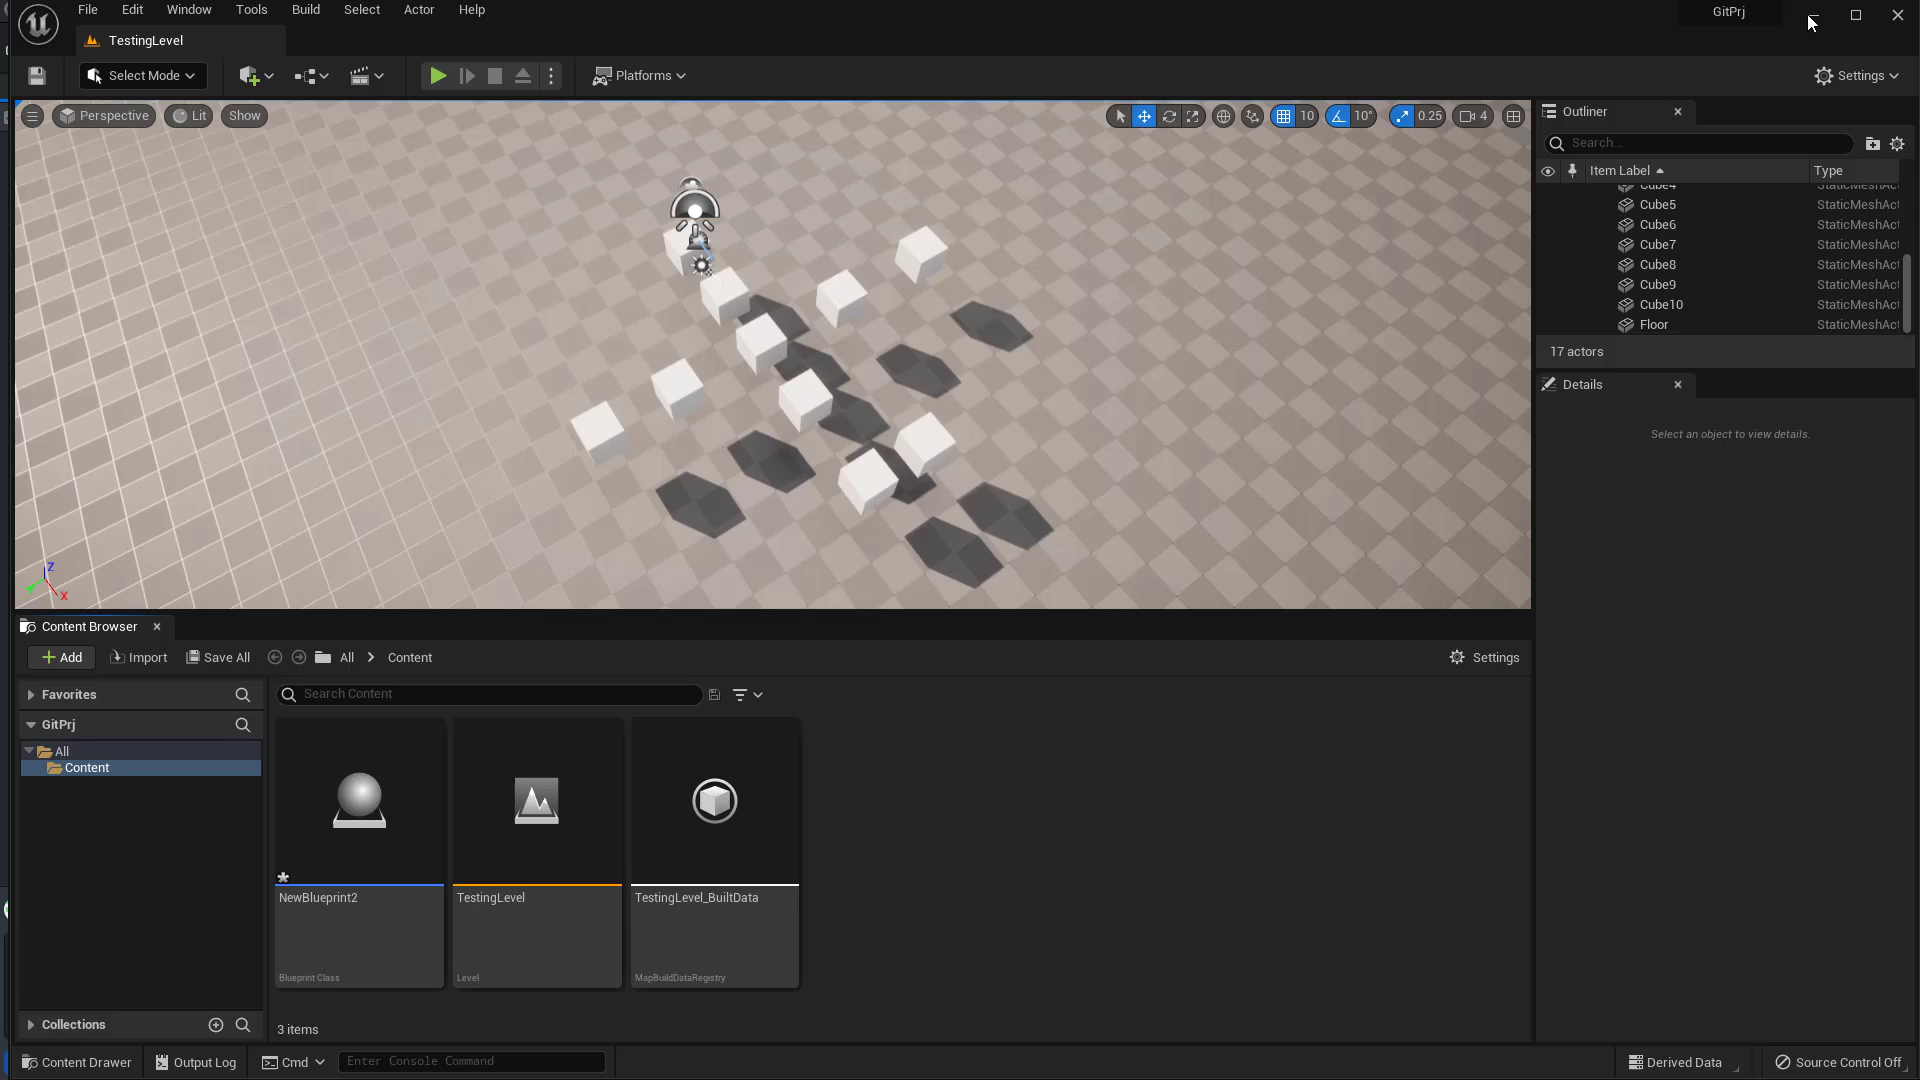 File Edit Window Tools Build Select Actor Help
GitPrj
TestingLevel
Select Mode
Platforms
Settings
Perspective Lit Show
10 10° 0.25 4
Outliner
Search...
Item Label Type
Cube4 StaticMeshAct
Cube5 StaticMeshAct
Cube6 StaticMeshAct
Cube7 StaticMeshAct
Cube8 StaticMeshAct
Cube9 StaticMeshAct
Cube10 StaticMeshAct
Floor StaticMeshAct
17 actors
Details
Select an object to view details.
Z
X
Content Browser
Add Import Save All All Content
Settings
Favorites
Search Content
GitPrj
All
Content
NewBlueprint2
Blueprint Class
TestingLevel
Level
TestingLevel_BuiltData
MapBuildDataRegistry
Collections
3 items
Content Drawer Output Log Cmd Enter Console Command
Derived Data Source Control Off